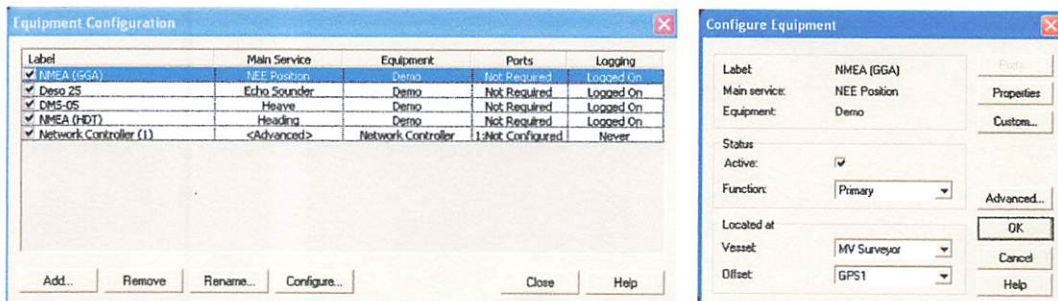 Equipment Configuration
Label Main Service Equipment Ports Logging
NMEA (GGA) NEE Position Demo Not Required Logged On
Deso 25 Echo Sounder Demo Not Required Logged On
DMS-05 Heave Demo Not Required Logged On
NMEA (HDT) Heading Demo Not Required Logged On
Network Controller (1) <Advanced> Network Controller 1:Not Configured Never
Add... Remove Rename... Configure... Close Help
Configure Equipment
Label: NMEA (GGA) Ports...
Main service: NEE Position Properties
Equipment: Demo Custom...
Status
Active:
Function: Primary Advanced...
Located at OK
Vessel: MV Surveyor Cancel
Offset: GPS1 Help